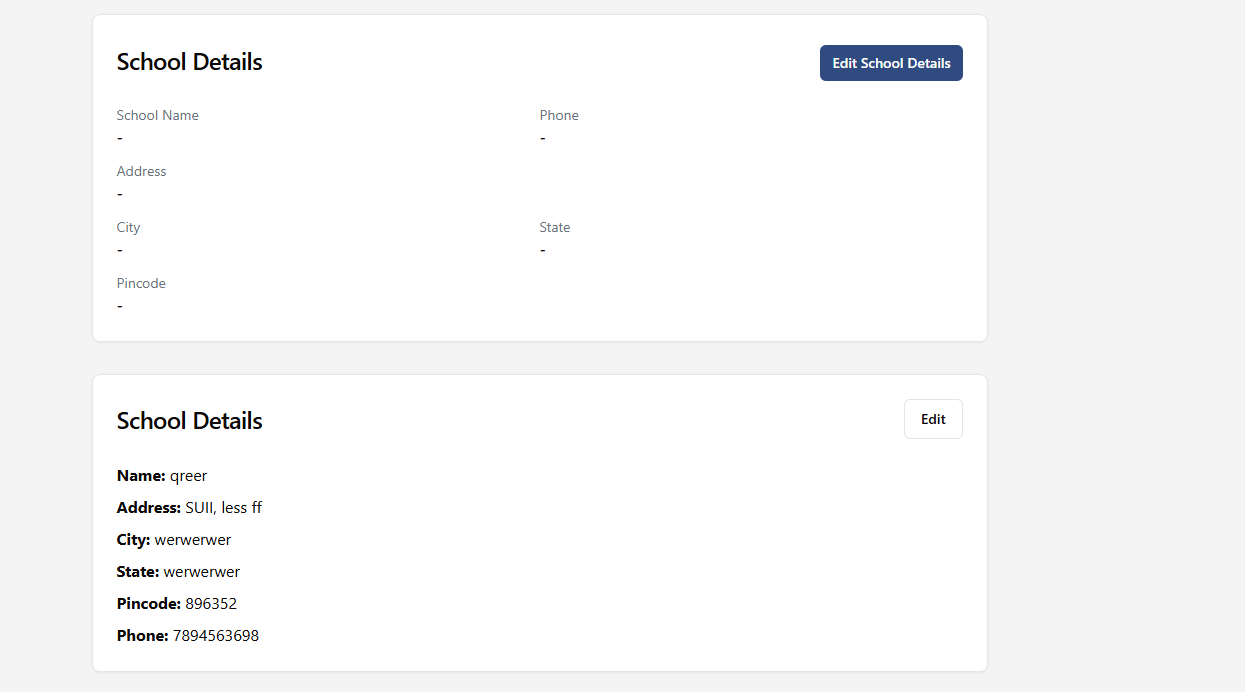 School Details
Edit School Details
School Name
Phone
-
-
Address
-
City
State
-
-
Pincode
-
School Details
Edit
Name: qreer
Address: SUII, less ff
City: werwerwer
State: werwerwer
Pincode: 896352
Phone: 7894563698